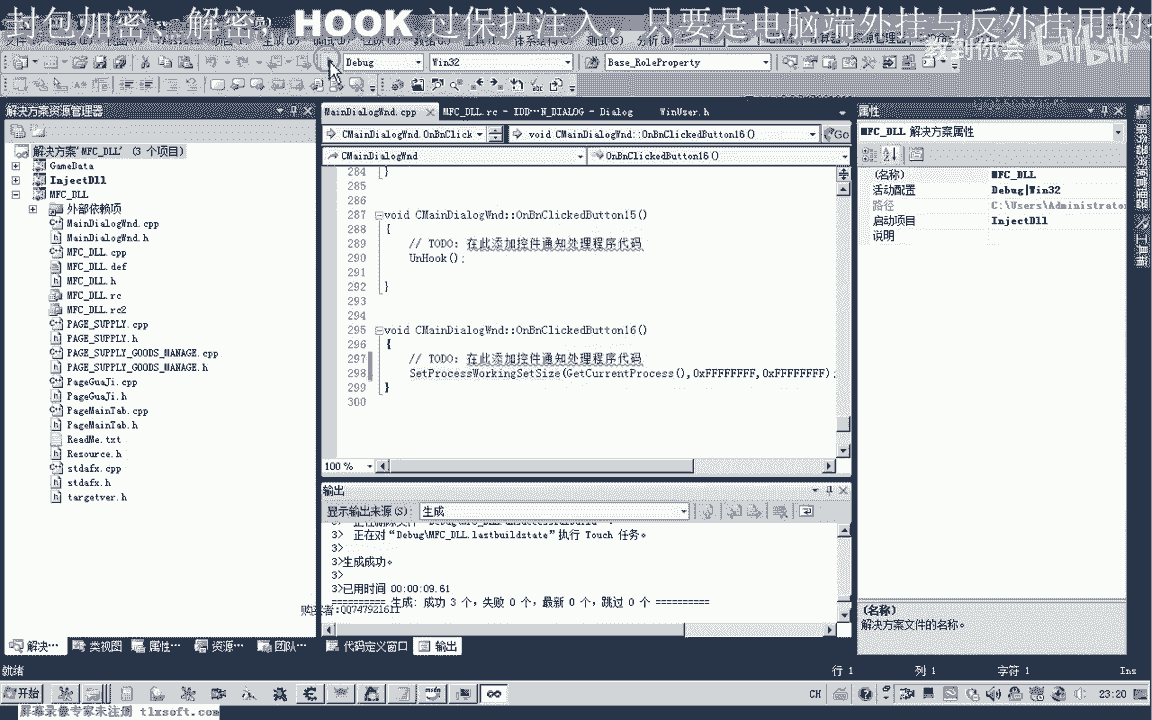 封包加密、解密，HOOK 过保护注入，只要是电脑端外挂与反外挂用的
教到你会 bilibili
Debug
Win32
Base_RoleProperty
解决方案资源管理器
解决方案'MFC_DLL' (3 个项目)
GameData
InjectDll
MFC_DLL
外部依赖项
MainDialogWnd.cpp
MainDialogWnd.h
MFC_DLL.cpp
MFC_DLL.def
MFC_DLL.h
MFC_DLL.rc
MFC_DLL.rc2
PAGE_SUPPLY.cpp
PAGE_SUPPLY.h
PAGE_SUPPLY_GOODS_MANAGE.cpp
PAGE_SUPPLY_GOODS_MANAGE.h
PageGuaJi.cpp
PageGuaJi.h
PageMainTab.cpp
PageMainTab.h
ReadMe.txt
Resource.h
stdafx.cpp
stdafx.h
targetver.h
解决…
类视图
属性…
资源…
团队…
MainDialogWnd.cpp
MFC_DLL.rc - IDD…N_DIALOG - Dialog
WinUser.h
CMainDialogWnd.OnBnClick
void CMainDialogWnd::OnBnClickedButton16()
Go
CMainDialogWnd
OnBnClickedButton16()
284 }
285
286
287 void CMainDialogWnd::OnBnClickedButton15()
288 {
289 // TODO: 在此添加控件通知处理程序代码
290 UnHook();
291
292 }
293
294
295 void CMainDialogWnd::OnBnClickedButton16()
296 {
297 // TODO: 在此添加控件通知处理程序代码
298 SetProcessWorkingSetSize(GetCurrentProcess(),0xFFFFFFFF,0xFFFFFFFF);
299 }
300
100 %
输出
显示输出来源(S): 生成
3> 正在对“Debug\MFC_DLL.lastbuildstate”执行 Touch 任务。
3>
3>生成成功。
3>
3>已用时间 00:00:09.61
========== 生成: 成功 3 个，失败 0 个，最新 0 个，跳过 0 个 ==========
代码定义窗口
输出
属性
MFC_DLL 解决方案属性
(名称) MFC_DLL
活动配置 Debug|Win32
路径 C:\Users\Administrator
启动项目 InjectDll
说明
(名称)
解决方案文件的名称。
服务器资源管理器
工具箱
就绪
行 1
列 1
字符 1
Ins
开始
CH
23:20
屏幕录像专家未注册 tlxsoft.com